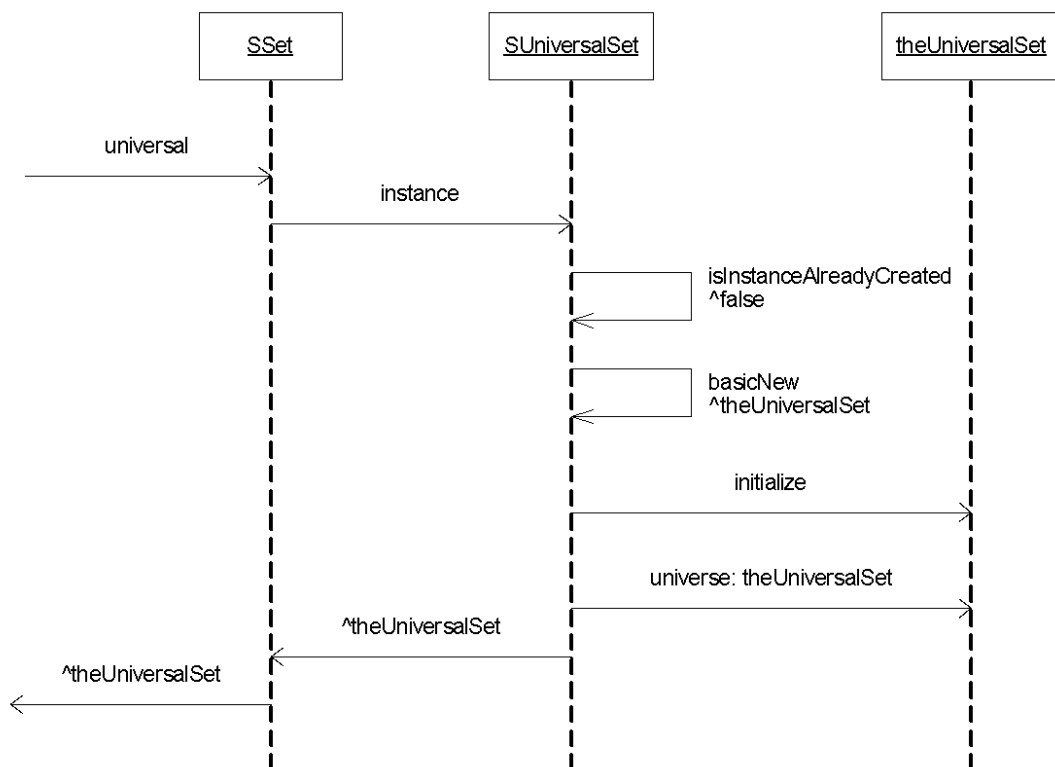 SSet
SUniversalSet
theUniversalSet
universal
instance
isInstanceAlreadyCreated
^false
basicNew
^theUniversalSet
initialize
universe: theUniversalSet
^theUniversalSet
^theUniversalSet